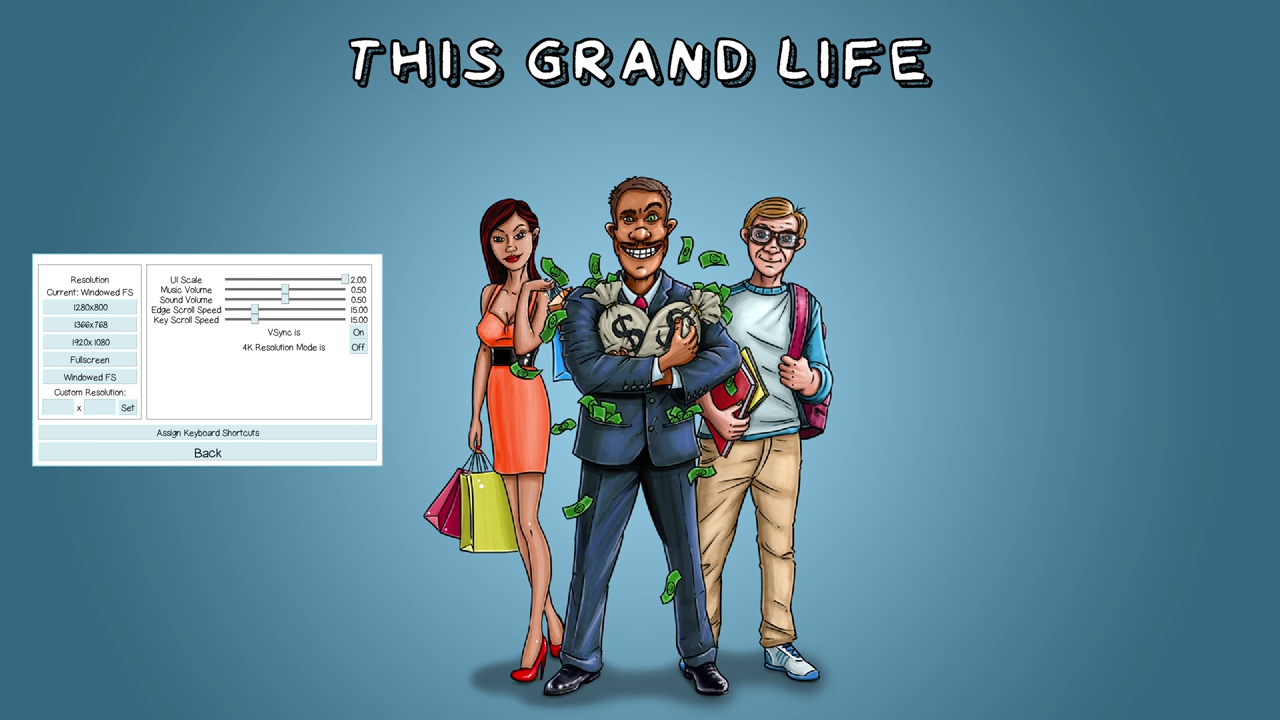 THIS GRAND LIFE
Resolution
Current: Windowed FS
1280x800
1366x768
1920x1080
Fullscreen
Windowed FS
Custom Resolution:
x Set
UI Scale 2.00
Music Volume 0.50
Sound Volume 0.50
Edge Scroll Speed 15.00
Key Scroll Speed 15.00
VSync is On
4K Resolution Mode is Off
Assign Keyboard Shortcuts
Back
$ $